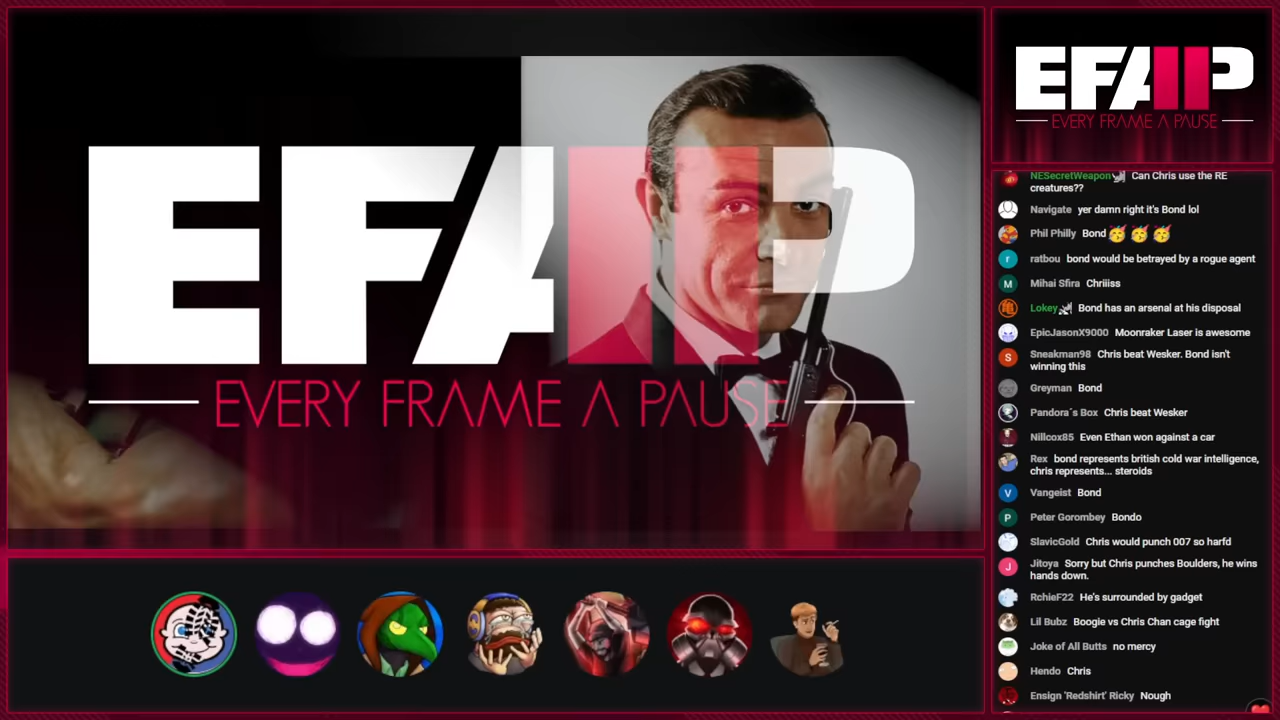 EFAP
EVERY FRAME A PAUSE
EFAP
EVERY FRAME A PAUSE
NESecretWeapon Can Chris use the RE
creatures??
Navigate yer damn right it's Bond lol
Phil Philly Bond 🥳 🥳 🥳
r
ratbou bond would be betrayed by a rogue agent
M
Mihai Sfira Chriiiss
Lokey Bond has an arsenal at his disposal
EpicJasonX9000 Moonraker Laser is awesome
S
Sneakman98 Chris beat Wesker. Bond isn't
winning this
Greyman Bond
Pandora´s Box Chris beat Wesker
Nillcox85 Even Ethan won against a car
Rex bond represents british cold war intelligence,
chris represents... steroids
V
Vangeist Bond
P
Peter Gorombey Bondo
SlavicGold Chris would punch 007 so harfd
J
Jitoya Sorry but Chris punches Boulders, he wins
hands down.
RchieF22 He's surrounded by gadget
Lil Bubz Boogie vs Chris Chan cage fight
Joke of All Butts no mercy
Hendo Chris
Ensign 'Redshirt' Ricky Nough